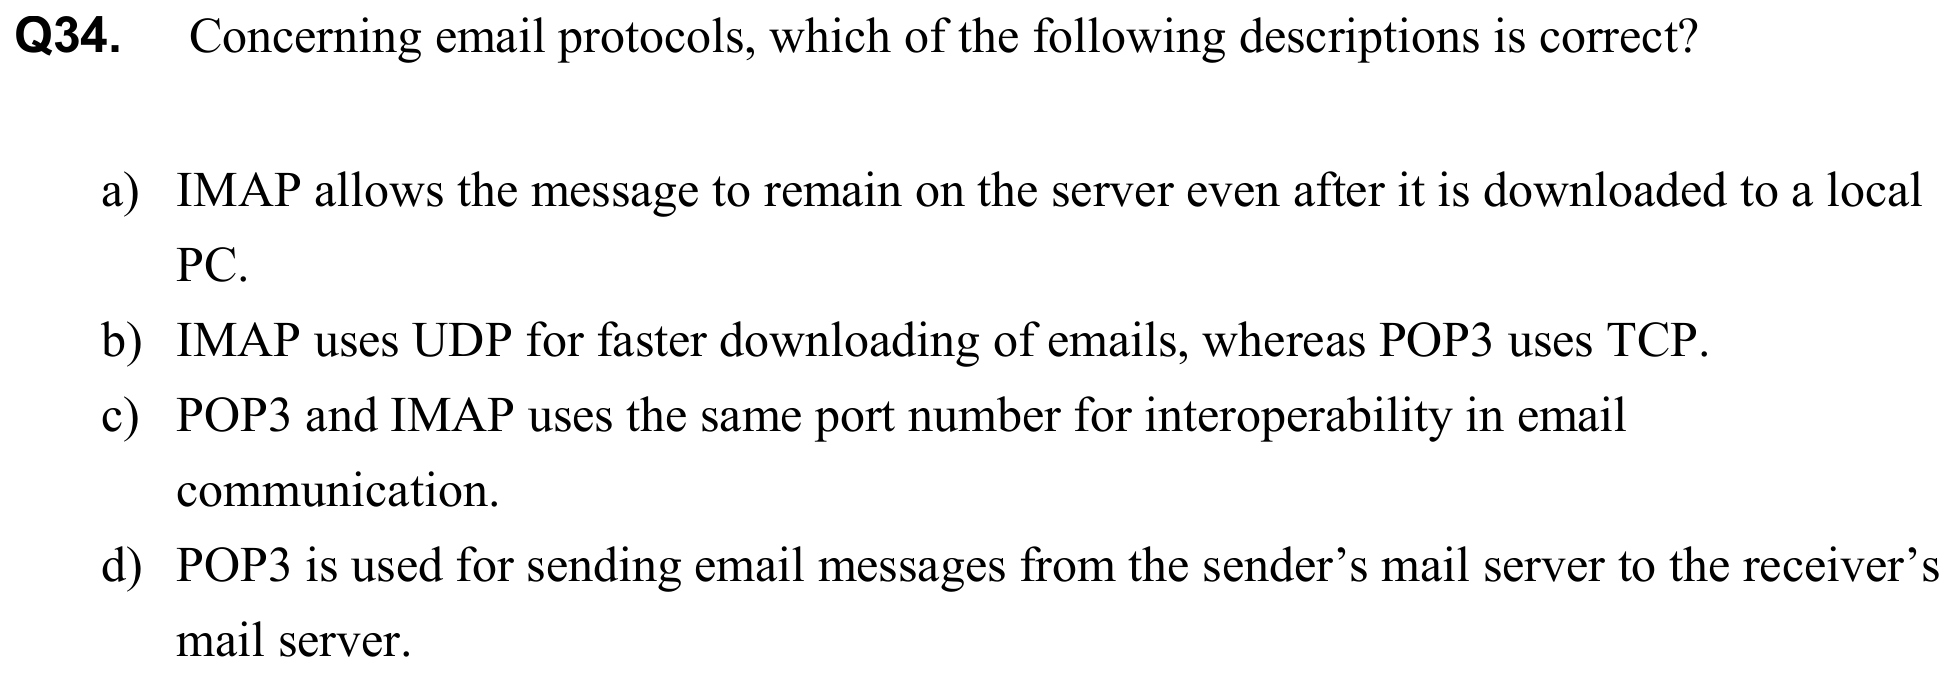 Q34. Concerning email protocols, which of the following descriptions is correct?
a) IMAP allows the message to remain on the server even after it is downloaded to a local
PC.
b) IMAP uses UDP for faster downloading of emails, whereas POP3 uses TCP.
c) POP3 and IMAP uses the same port number for interoperability in email
communication.
d) POP3 is used for sending email messages from the sender’s mail server to the receiver’s
mail server.